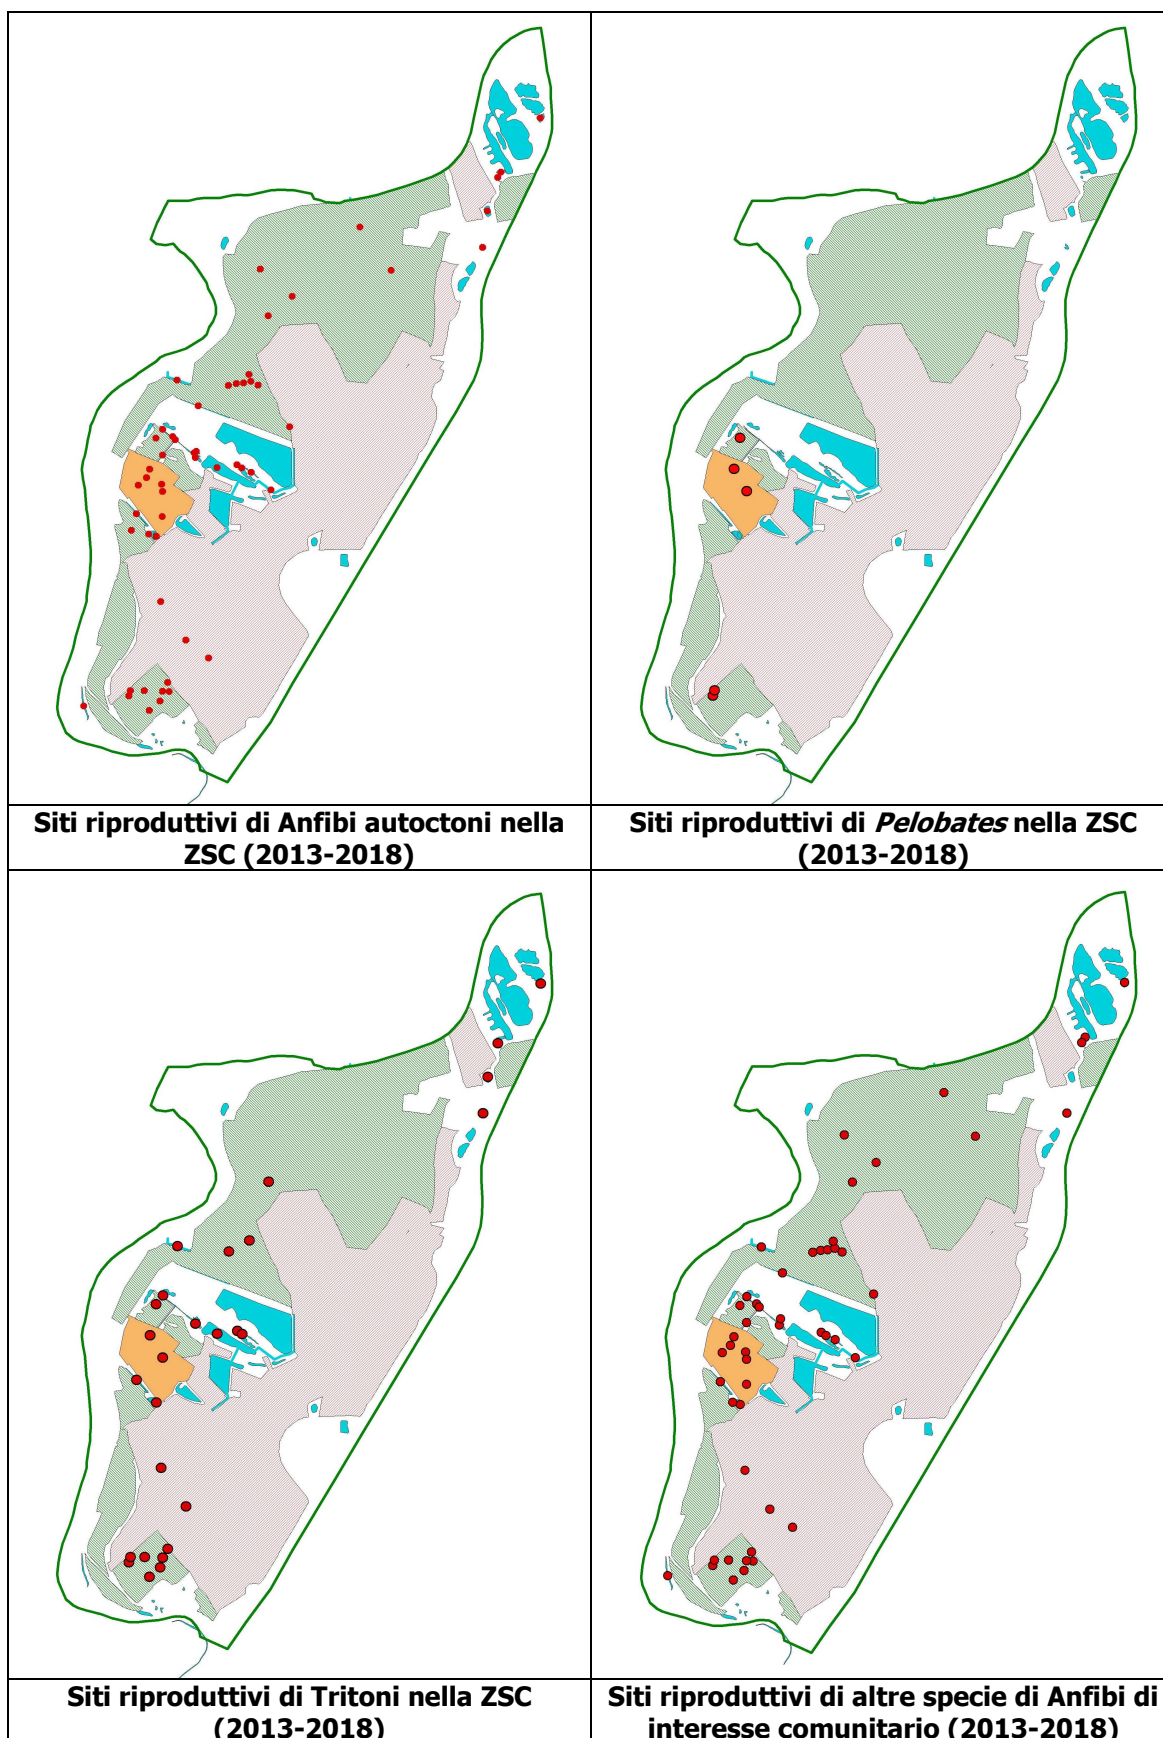 Siti riproduttivi di Anfibi autoctoni nella
ZSC (2013-2018)
Siti riproduttivi di Pelobates nella ZSC
(2013-2018)
Siti riproduttivi di Tritoni nella ZSC
(2013-2018)
Siti riproduttivi di altre specie di Anfibi di
interesse comunitario (2013-2018)